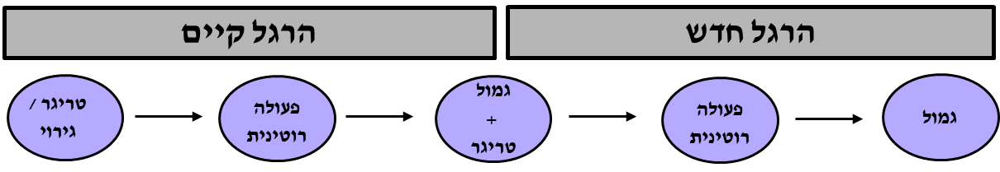 הרגל קיים
הרגל חדש
טריגר /
גירוי
פעולה
רוטינית
גמול
+
טריגר
פעולה
רוטינית
גמול